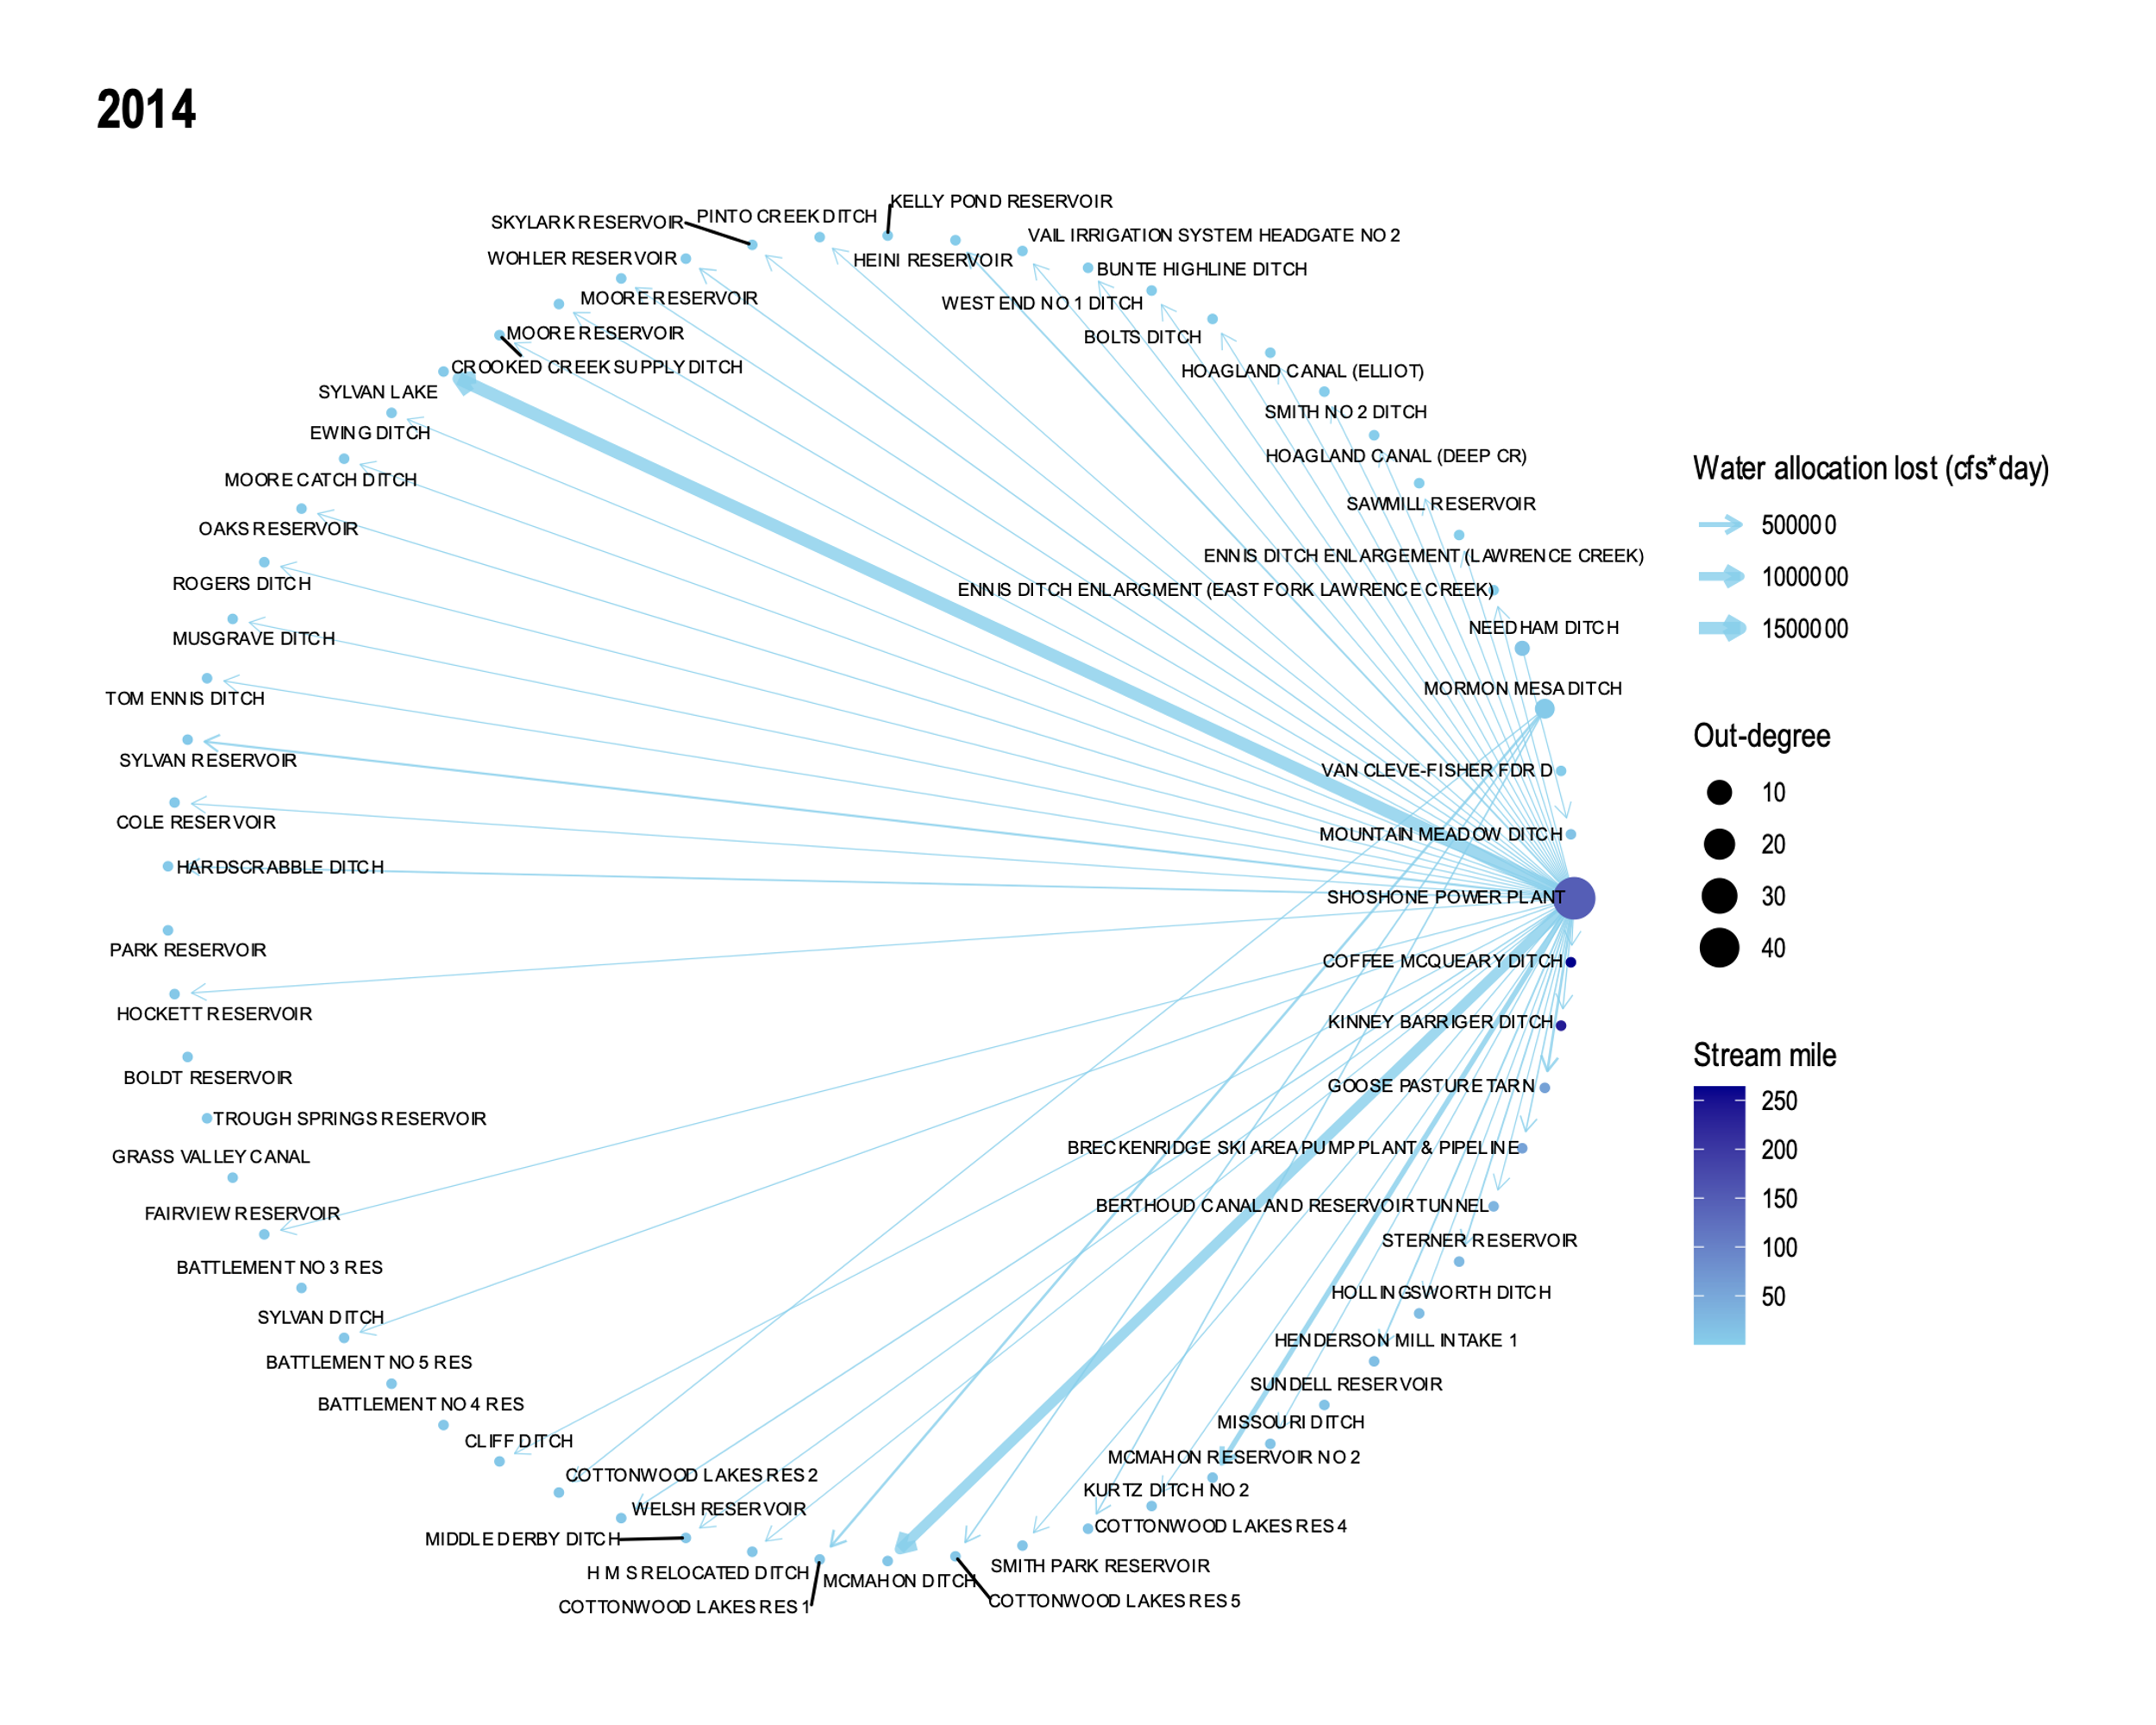 2014
KELLY POND RESERVOIR
PINTO CREEK DITCH
SKYLARK RESERVOIR
VAIL IRRIGATION SYSTEM HEADGATE NO 2
WOHLER RESERVOIR
HEINI RESERVOIR
BUNTE HIGHLINE DITCH
MOORE RESERVOIR
WEST END NO 1 DITCH
MOORE RESERVOIR
BOLTS DITCH
CROOKED CREEK SUPPLY DITCH
HOAGLAND CANAL (ELLIOT)
SYLVAN LAKE
SMITH NO 2 DITCH
EWING DITCH
HOAGLAND CANAL (DEEP CR)
MOORE CATCH DITCH
SAWMILL RESERVOIR
OAKS RESERVOIR
ENNIS DITCH ENLARGEMENT (LAWRENCE CREEK)
ROGERS DITCH
ENNIS DITCH ENLARGMENT (EAST FORK LAWRENCE CREEK)
NEEDHAM DITCH
MUSGRAVE DITCH
MORMON MESA DITCH
TOM ENNIS DITCH
SYLVAN RESERVOIR
VAN CLEVE-FISHER FDR D
COLE RESERVOIR
MOUNTAIN MEADOW DITCH
HARDSCRABBLE DITCH
SHOSHONE POWER PLANT
PARK RESERVOIR
COFFEE MCQUEARY DITCH
HOCKETT RESERVOIR
KINNEY BARRIGER DITCH
BOLDT RESERVOIR
GOOSE PASTURE TARN
TROUGH SPRINGS RESERVOIR
BRECKENRIDGE SKI AREA PUMP PLANT & PIPELINE
GRASS VALLEY CANAL
BERTHOUD CANAL AND RESERVOIR TUNNEL
FAIRVIEW RESERVOIR
STERNER RESERVOIR
BATTLEMENT NO 3 RES
HOLLINGSWORTH DITCH
SYLVAN DITCH
HENDERSON MILL INTAKE 1
BATTLEMENT NO 5 RES
SUNDELL RESERVOIR
BATTLEMENT NO 4 RES
MISSOURI DITCH
CLIFF DITCH
MCMAHON RESERVOIR NO 2
COTTONWOOD LAKES RES 2
KURTZ DITCH NO 2
WELSH RESERVOIR
COTTONWOOD LAKES RES 4
MIDDLE DERBY DITCH
SMITH PARK RESERVOIR
H M S RELOCATED DITCH
MCMAHON DITCH
COTTONWOOD LAKES RES 5
COTTONWOOD LAKES RES 1
Water allocation lost (cfs*day)
500000
1000000
1500000
Out-degree
10
20
30
40
Stream mile
250
200
150
100
50